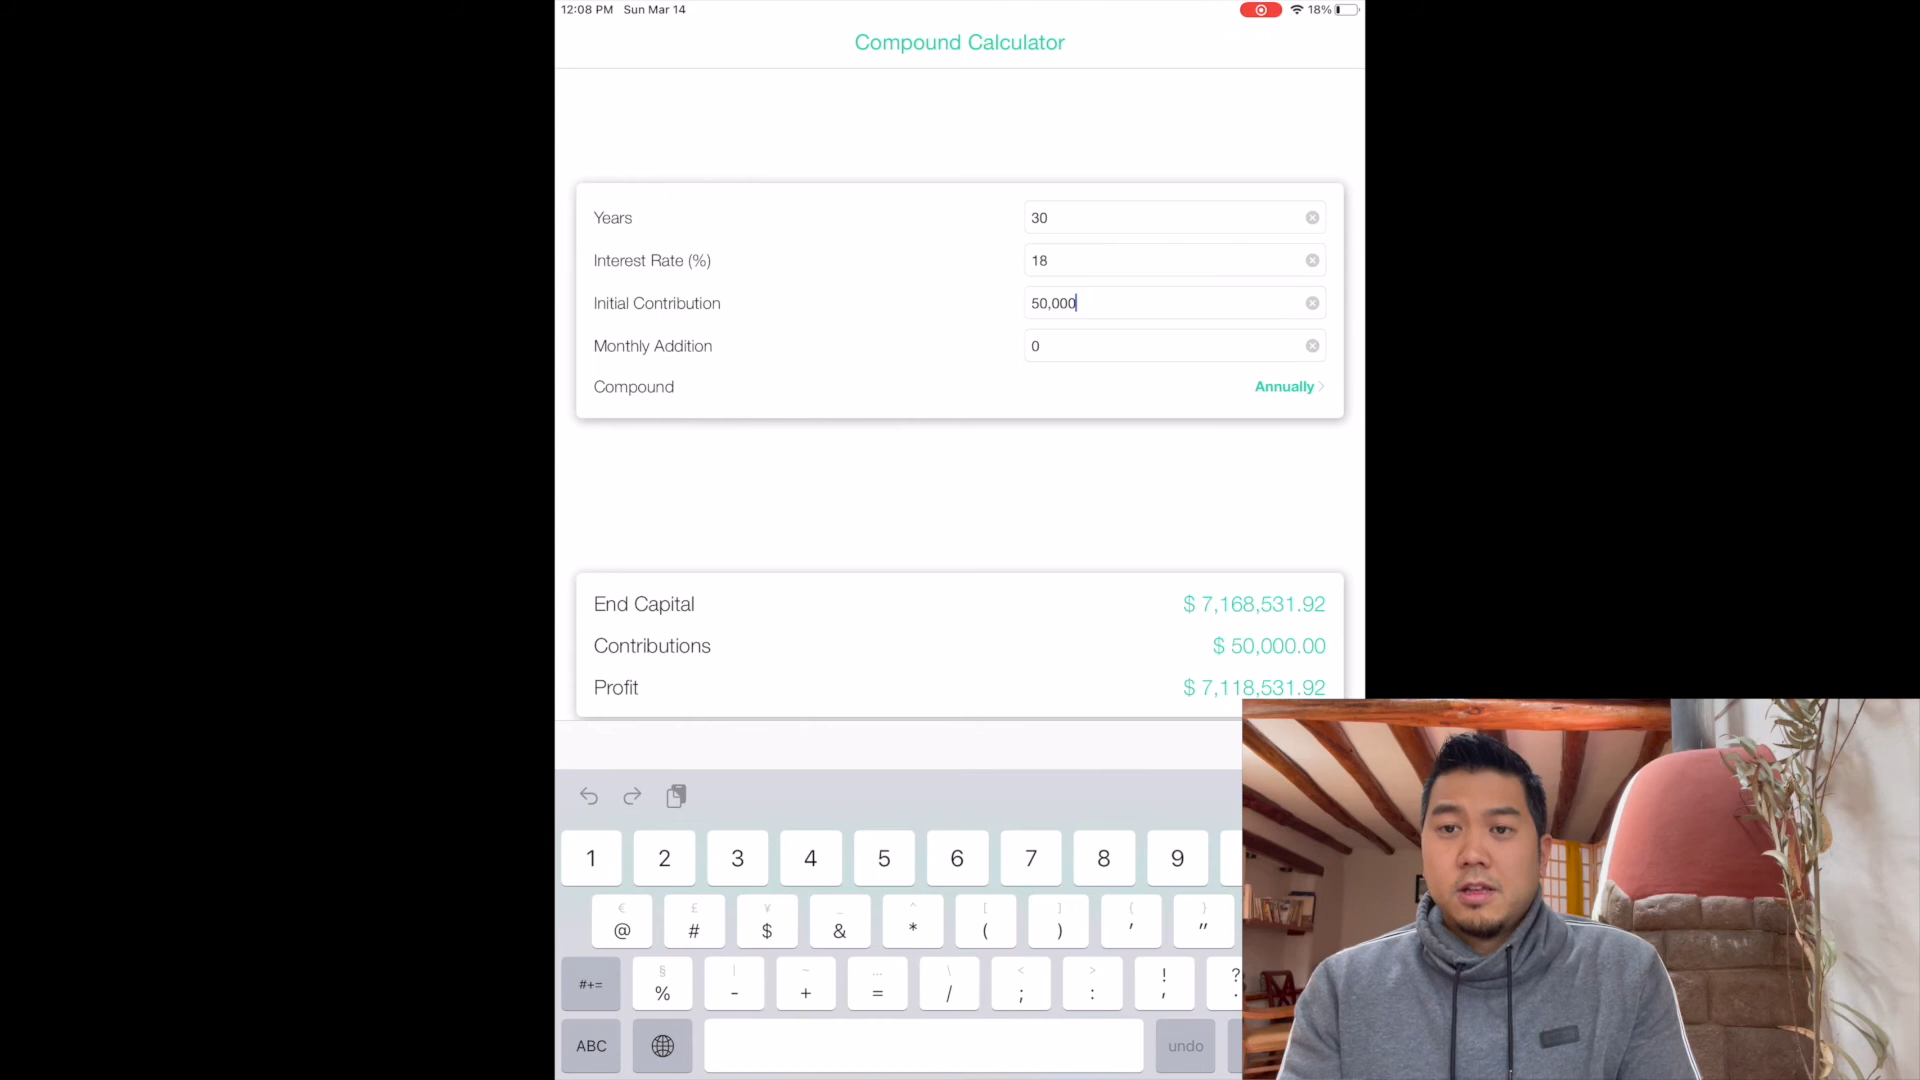 12:08 PM Sun Mar 14
18%
Compound Calculator
Years 30
Interest Rate (%) 18
Initial Contribution 50,000
Monthly Addition 0
Compound Annually
End Capital $ 7,168,531.92
Contributions $ 50,000.00
Profit $ 7,118,531.92
1 2 3 4 5 6 7 8 9
€ £ ¥ _ ^ [ ] { }
@ # $ & * ( ) ' "
§ | ~ … \ < > ! ?
#+= % - + = / ; : , .
ABC undo